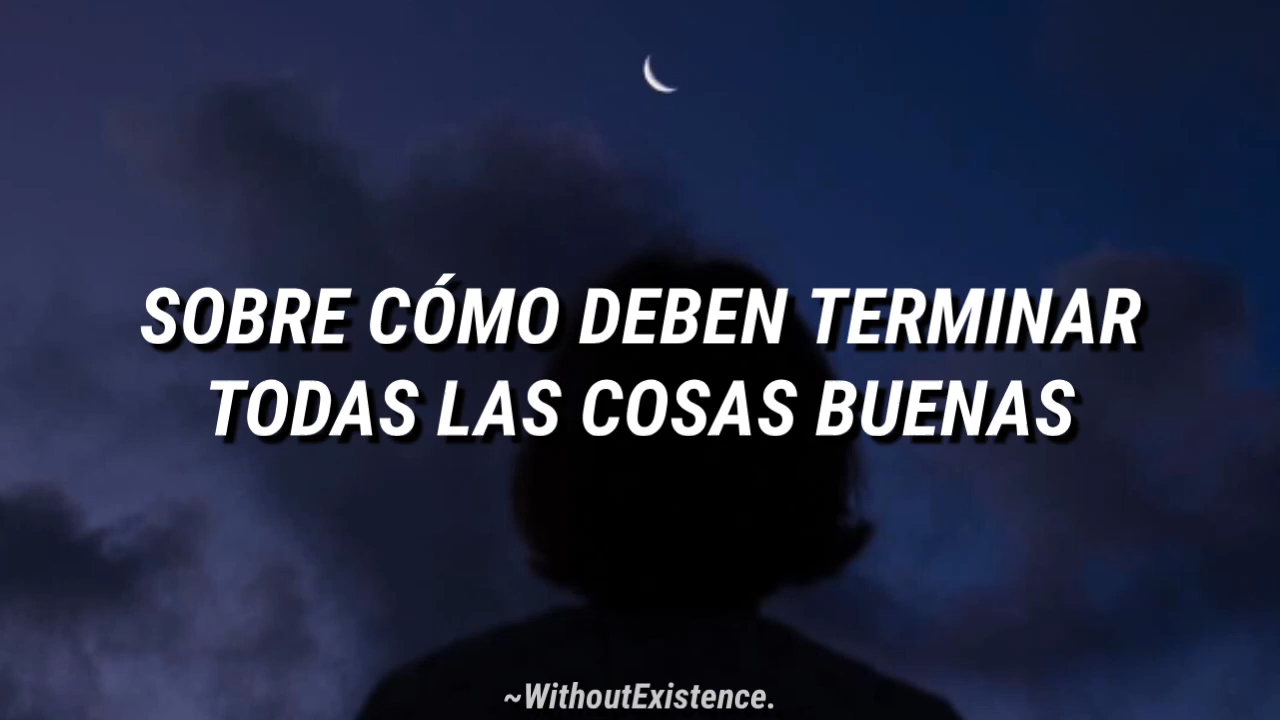 SOBRE CÓMO DEBEN TERMINAR
TODAS LAS COSAS BUENAS
~WithoutExistence.